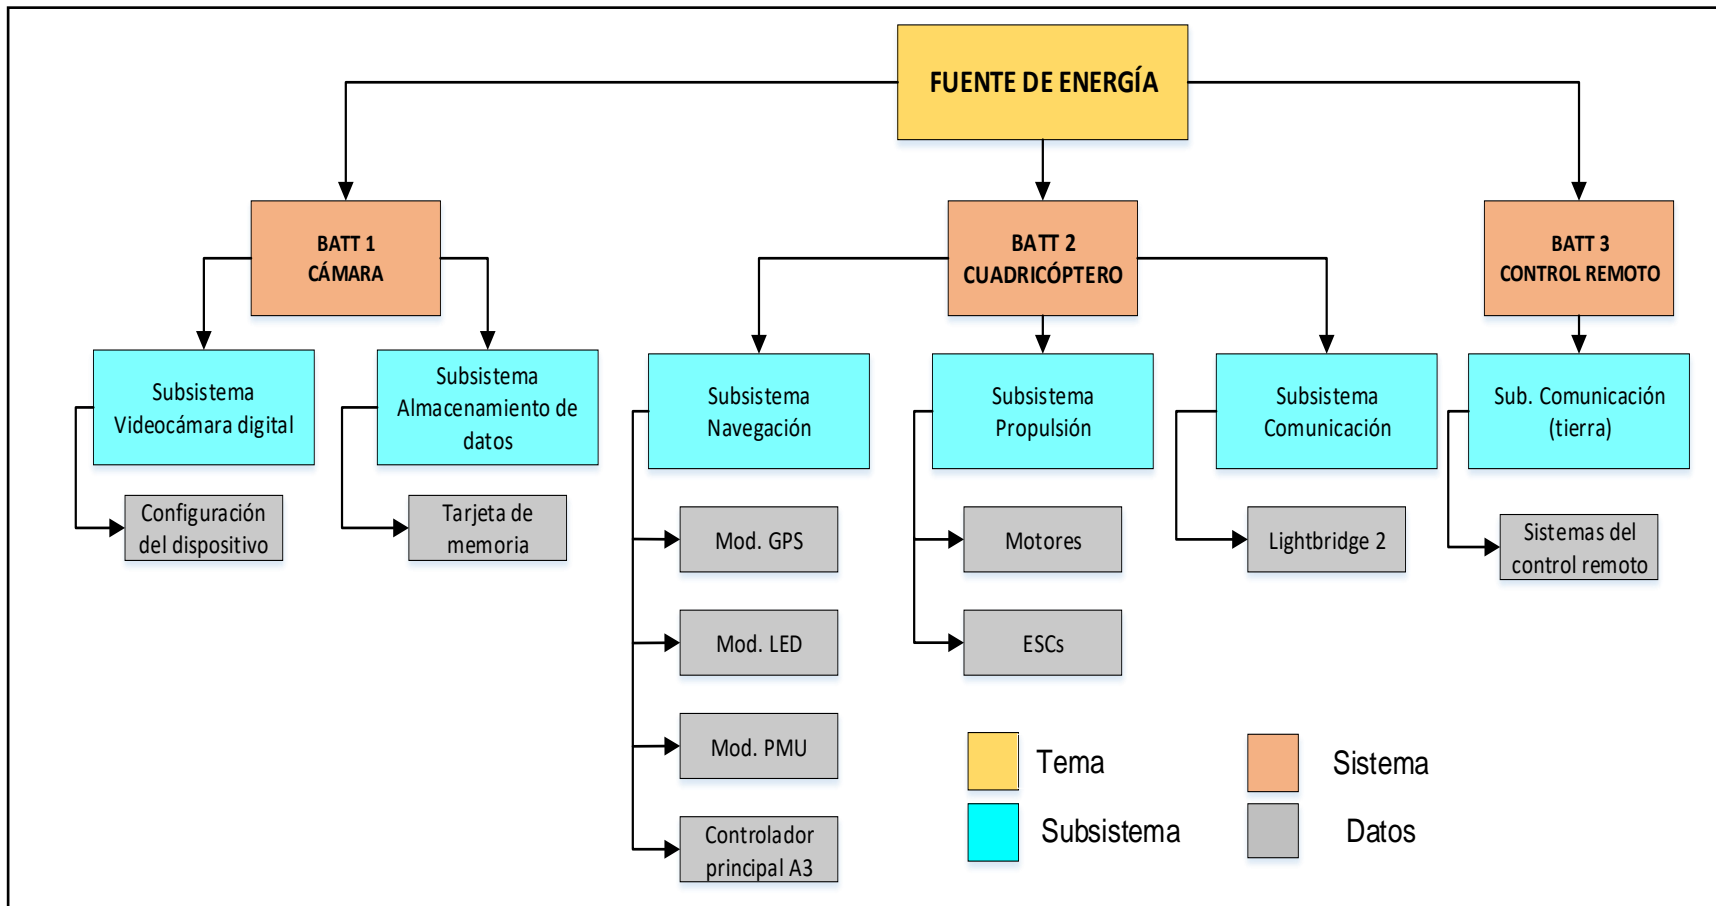 FUENTE DE ENERGÍA
BATT 1
CÁMARA
BATT 2
CUADRICÓPTERO
BATT 3
CONTROL REMOTO
Subsistema
Videocámara digital
Subsistema
Almacenamiento de
datos
Subsistema
Navegación
Subsistema
Propulsión
Subsistema
Comunicación
Sub. Comunicación
(tierra)
Configuración
del dispositivo
Tarjeta de
memoria
Mod. GPS
Motores
Lightbridge 2
Sistemas del
control remoto
Mod. LED
ESCs
Mod. PMU
Controlador
principal A3
Tema
Sistema
Subsistema
Datos